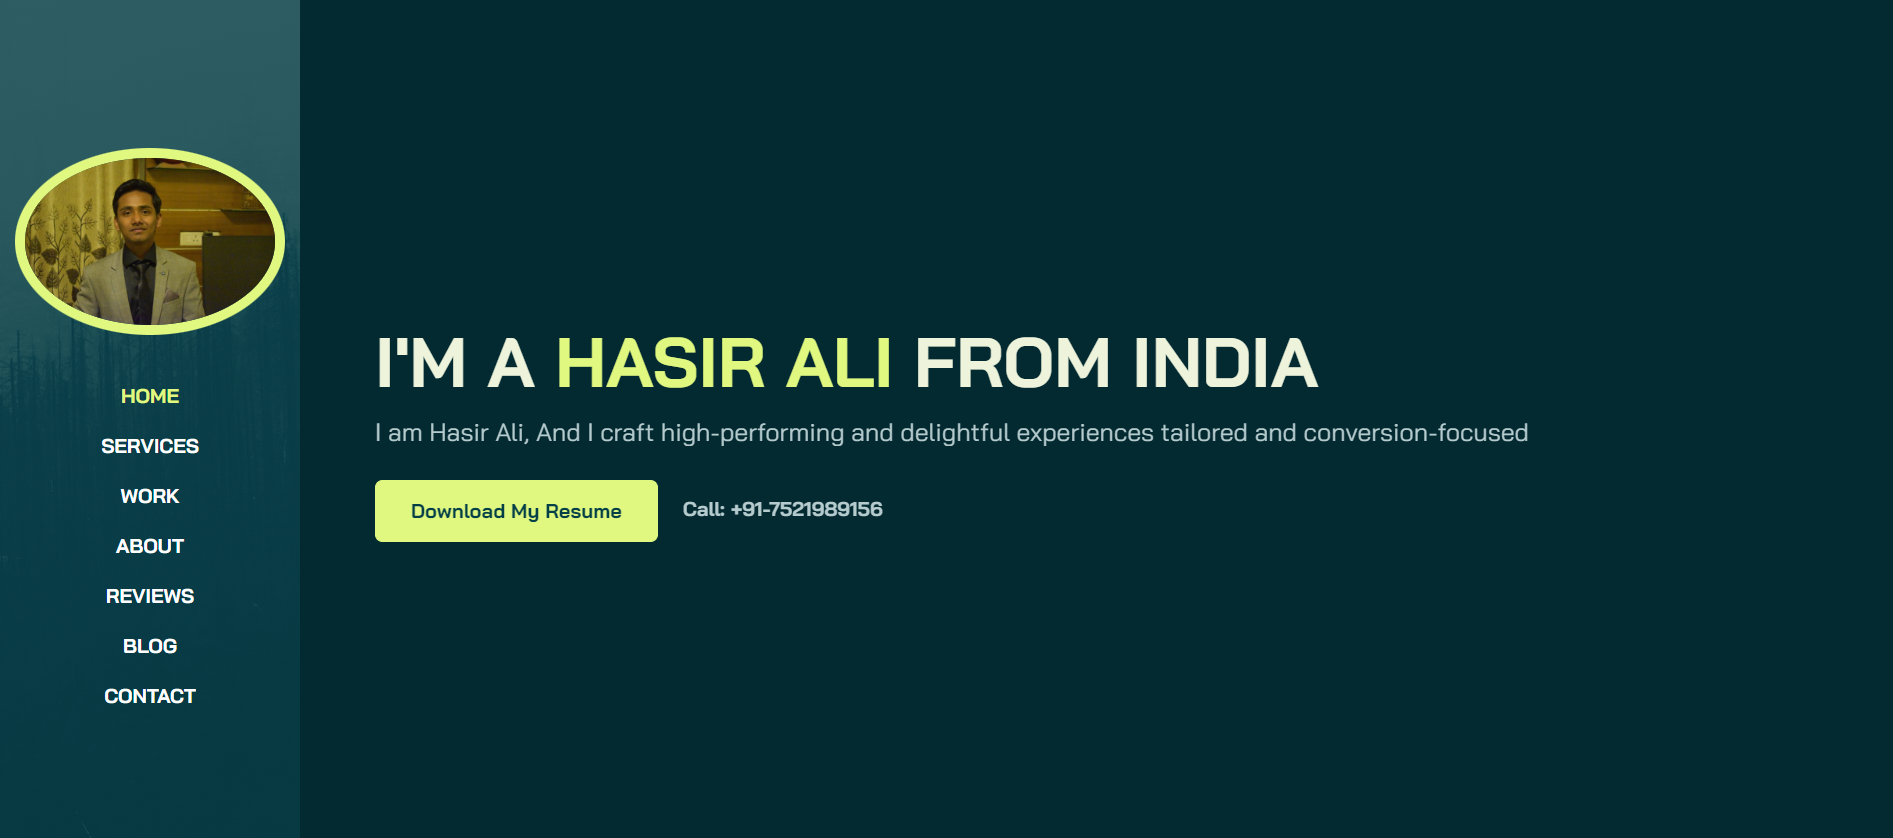 HOME
SERVICES
WORK
ABOUT
REVIEWS
BLOG
CONTACT
I'M A HASIR ALI FROM INDIA
I am Hasir Ali, And I craft high-performing and delightful experiences tailored and conversion-focused
Download My Resume
Call: +91-7521989156